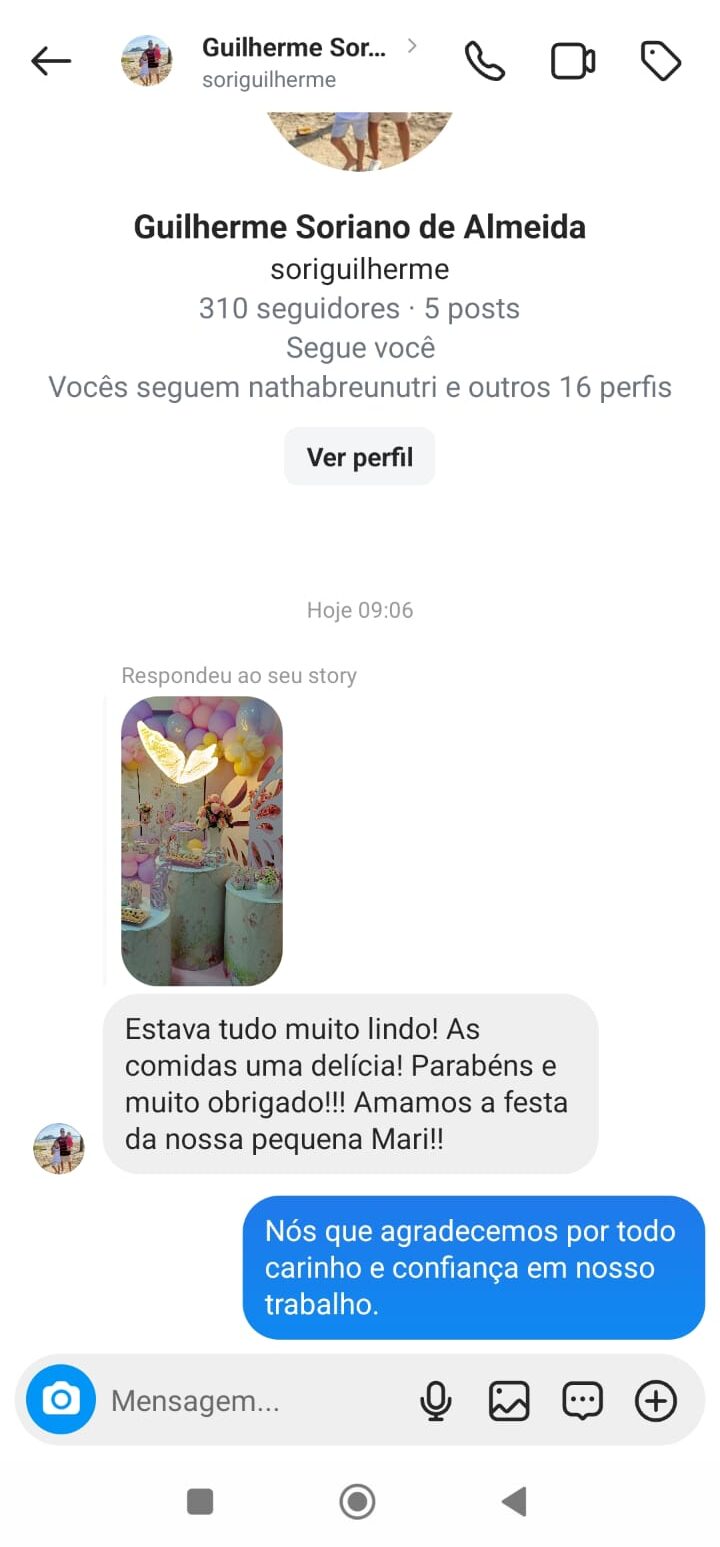 Guilherme Sor...
soriguilherme
Guilherme Soriano de Almeida
soriguilherme
310 seguidores · 5 posts
Segue você
Vocês seguem nathabreunutri e outros 16 perfis
Ver perfil
Hoje 09:06
Respondeu ao seu story
Estava tudo muito lindo! As
comidas uma delícia! Parabéns e
muito obrigado!!! Amamos a festa
da nossa pequena Mari!!
Nós que agradecemos por todo
carinho e confiança em nosso
trabalho.
Mensagem...